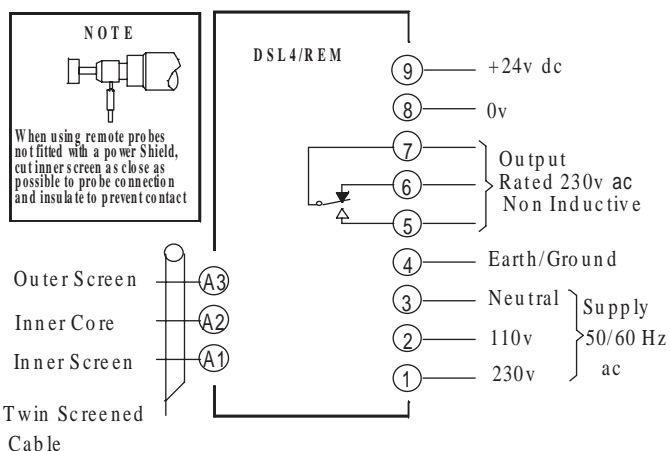 NOTE
When using remote probes
not fitted with a power Shield,
cut inner screen as close as
possible to probe connection
and insulate to prevent contact
DSL4/REM
9 +24v dc
8 0v
7
6
5
Output
Rated 230v ac
Non Inductive
4 Earth/Ground
3 Neutral
2 110v
1 230v
Supply
50/60 Hz
ac
Outer Screen A3
Inner Core A2
Inner Screen A1
Twin Screened
Cable